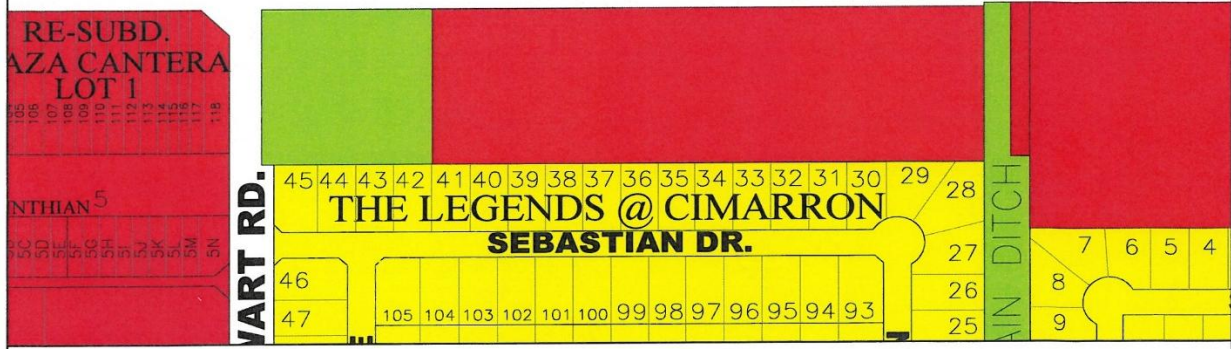 RE-SUBD.
AZA CANTERA
LOT 1
105 106 107 108 109 110 111 112 113 114 115 116 117 118
NTHIAN 5
5C 5D 5E 5F 5G 5H 5I 5J 5K 5L 5M 5N
WART RD.
45 44 43 42 41 40 39 38 37 36 35 34 33 32 31 30 29 28
THE LEGENDS @ CIMARRON
SEBASTIAN DR.
27
46
26
47
105 104 103 102 101 100 99 98 97 96 95 94 93
25
AIN DITCH
7 6 5 4
8
9